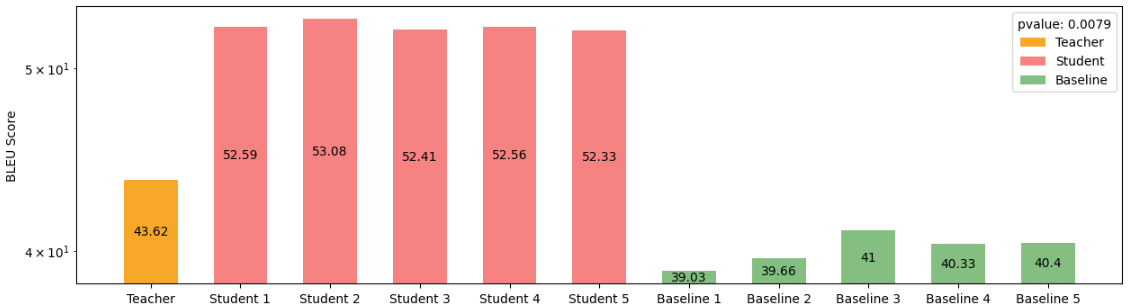 pvalue: 0.0079
Teacher
Student
Baseline
BLEU Score
5 × 10¹
4 × 10¹
43.62
52.59
53.08
52.41
52.56
52.33
39.03
39.66
41
40.33
40.4
Teacher
Student 1
Student 2
Student 3
Student 4
Student 5
Baseline 1
Baseline 2
Baseline 3
Baseline 4
Baseline 5